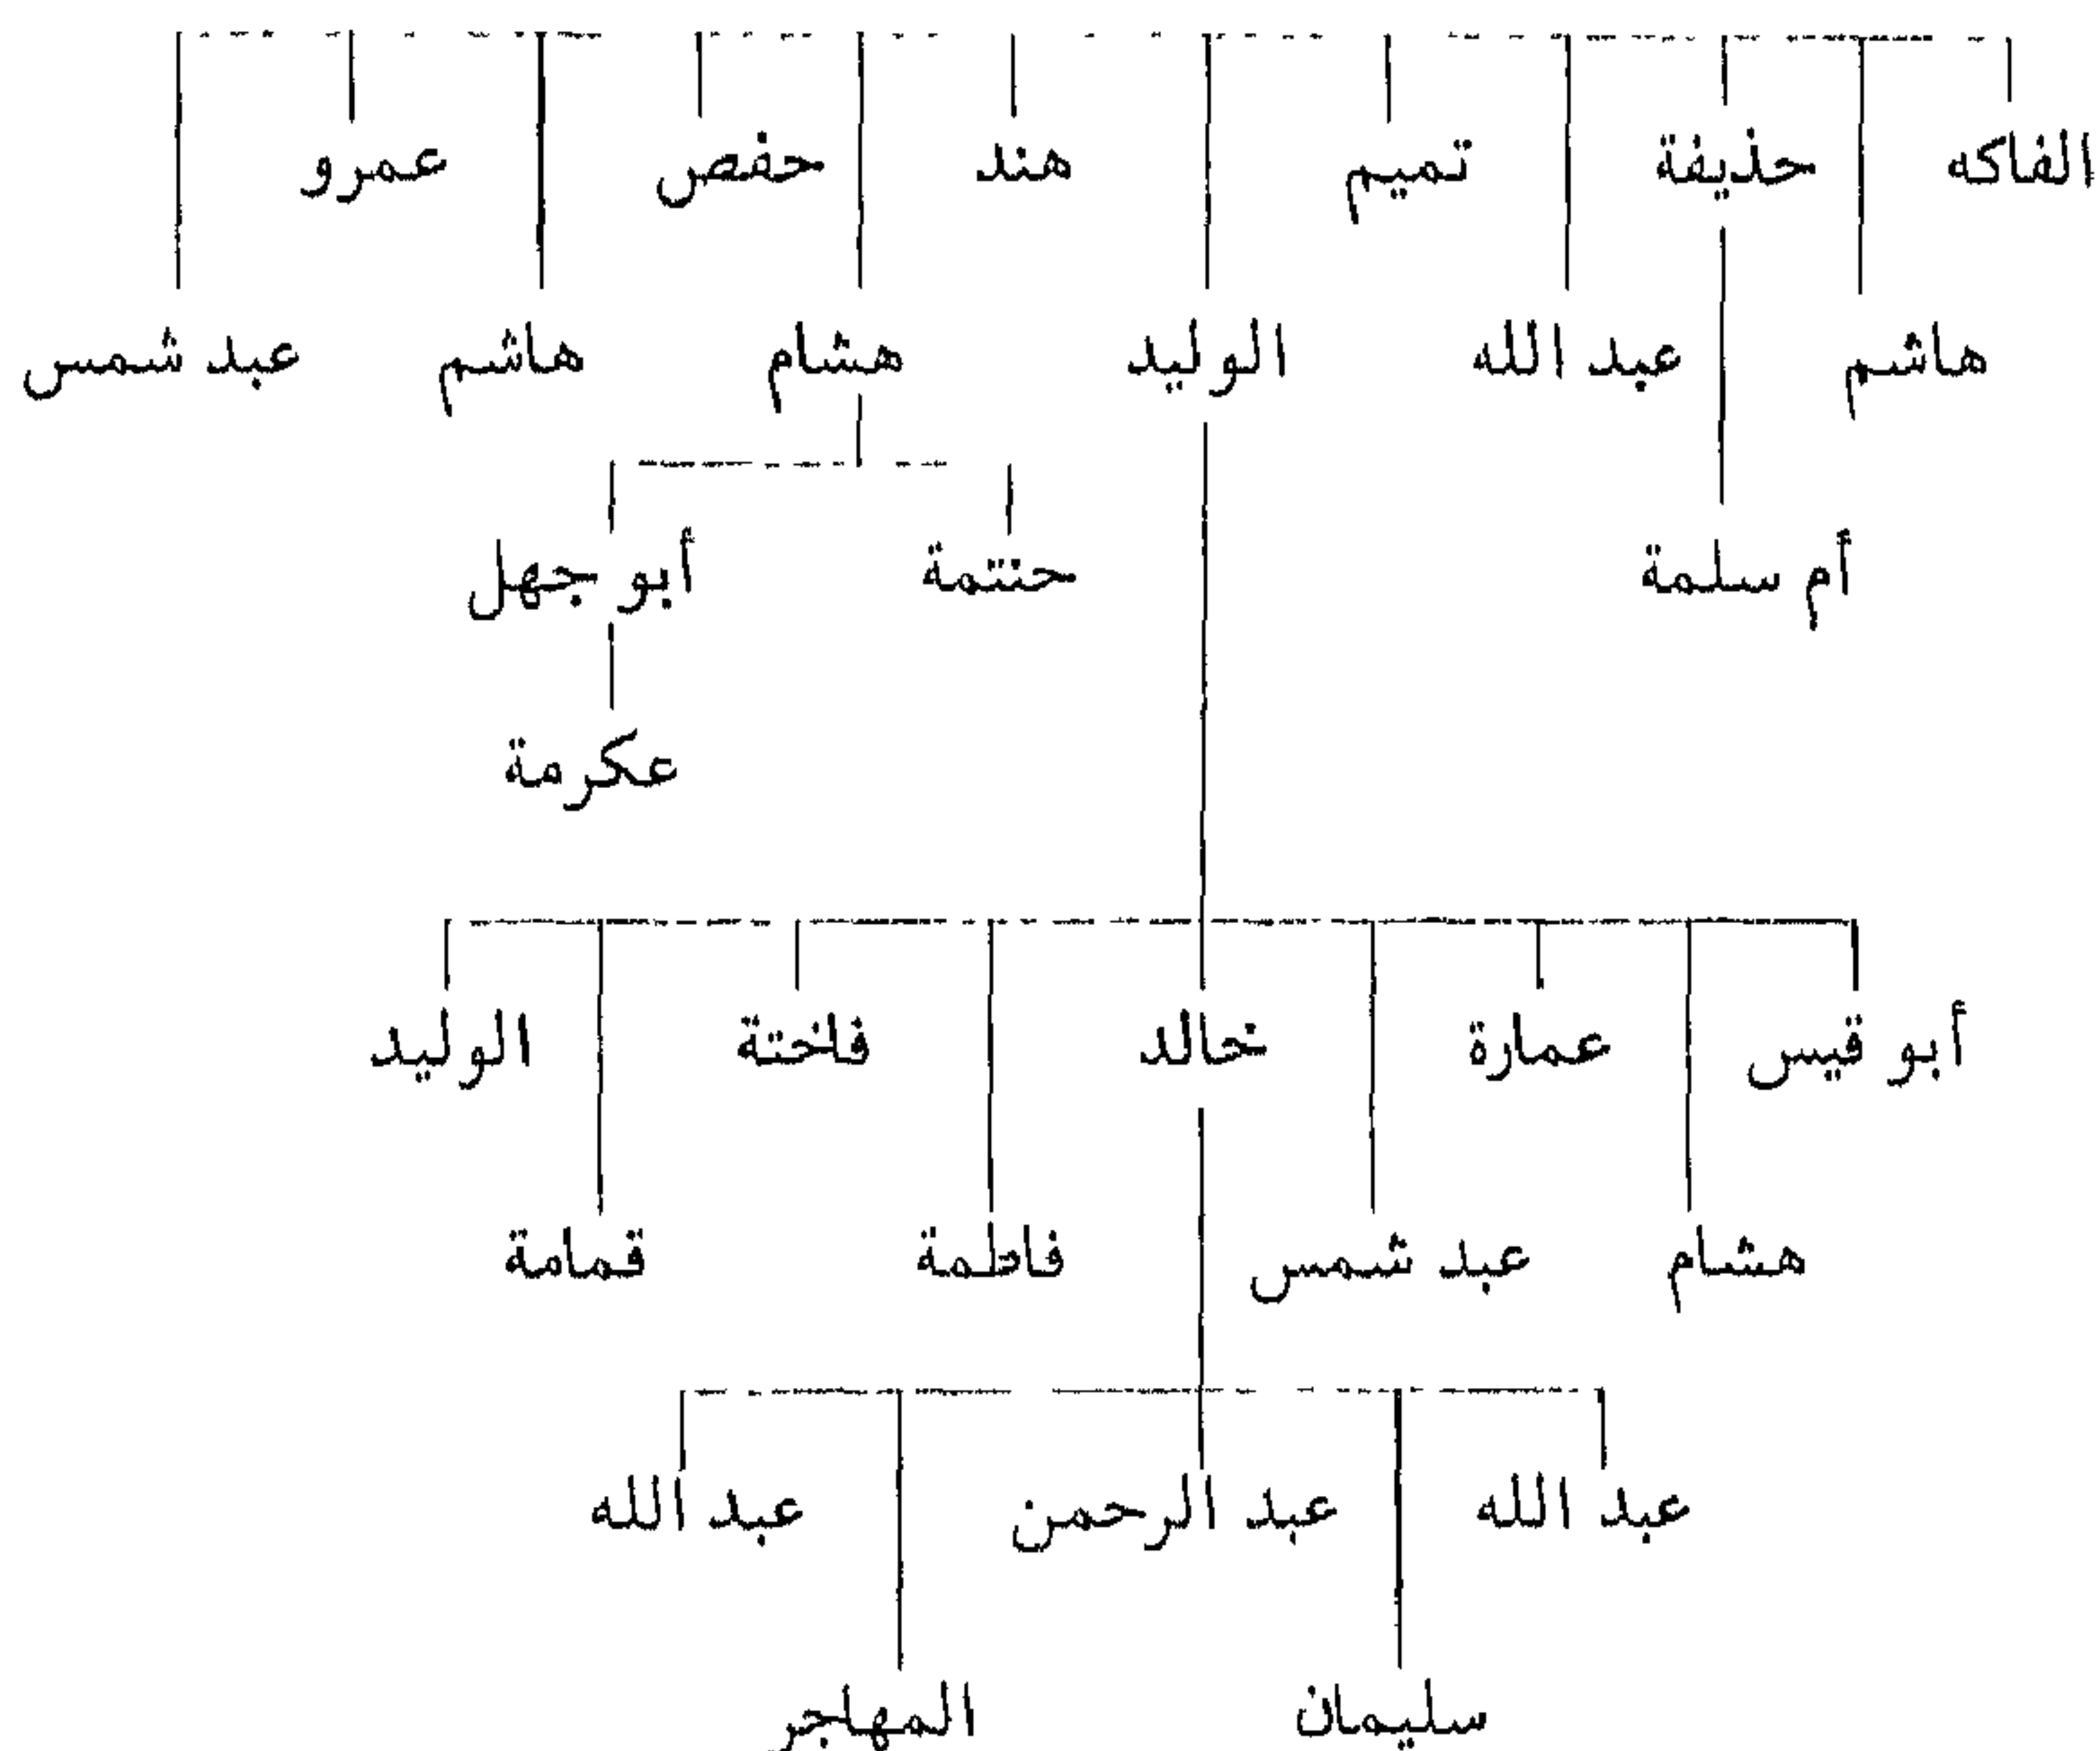 الفاكه حذيفة تميم هند حفص عمرو
هاشم عبد الله الوليد هشام هاشم عبد شمس
أم سلمة حنتمة أبو جهل
عكرمة
أبو قيس عمارة خالد فاختة الوليد
هشام عبد شمس فاطمة قمامة
عبد الله عبد الرحمن عبد الله
سليمان المهاجر